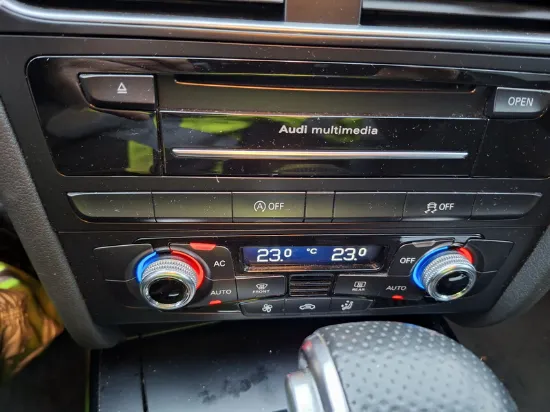 OPEN
Audi multimedia
A OFF
OFF
23.0 °C 23.0
AC
OFF
FRONT
REAR
AUTO
AUTO